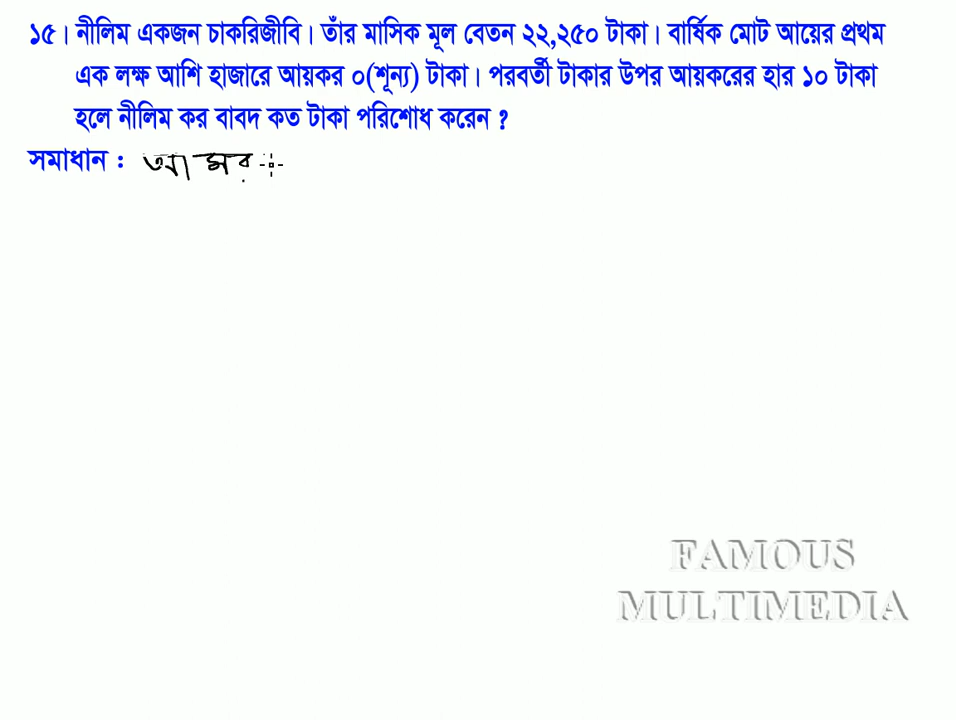 ১৫। নীলিম একজন চাকরিজীবি। তাঁর মাসিক মূল বেতন ২২,২৫০ টাকা। বার্ষিক মোট আয়ের প্রথম
এক লক্ষ আশি হাজারে আয়কর ০(শূন্য) টাকা। পরবর্তী টাকার উপর আয়করের হার ১০ টাকা
হলে নীলিম কর বাবদ কত টাকা পরিশোধ করেন ?
সমাধান :
FAMOUS
MULTIMEDIA